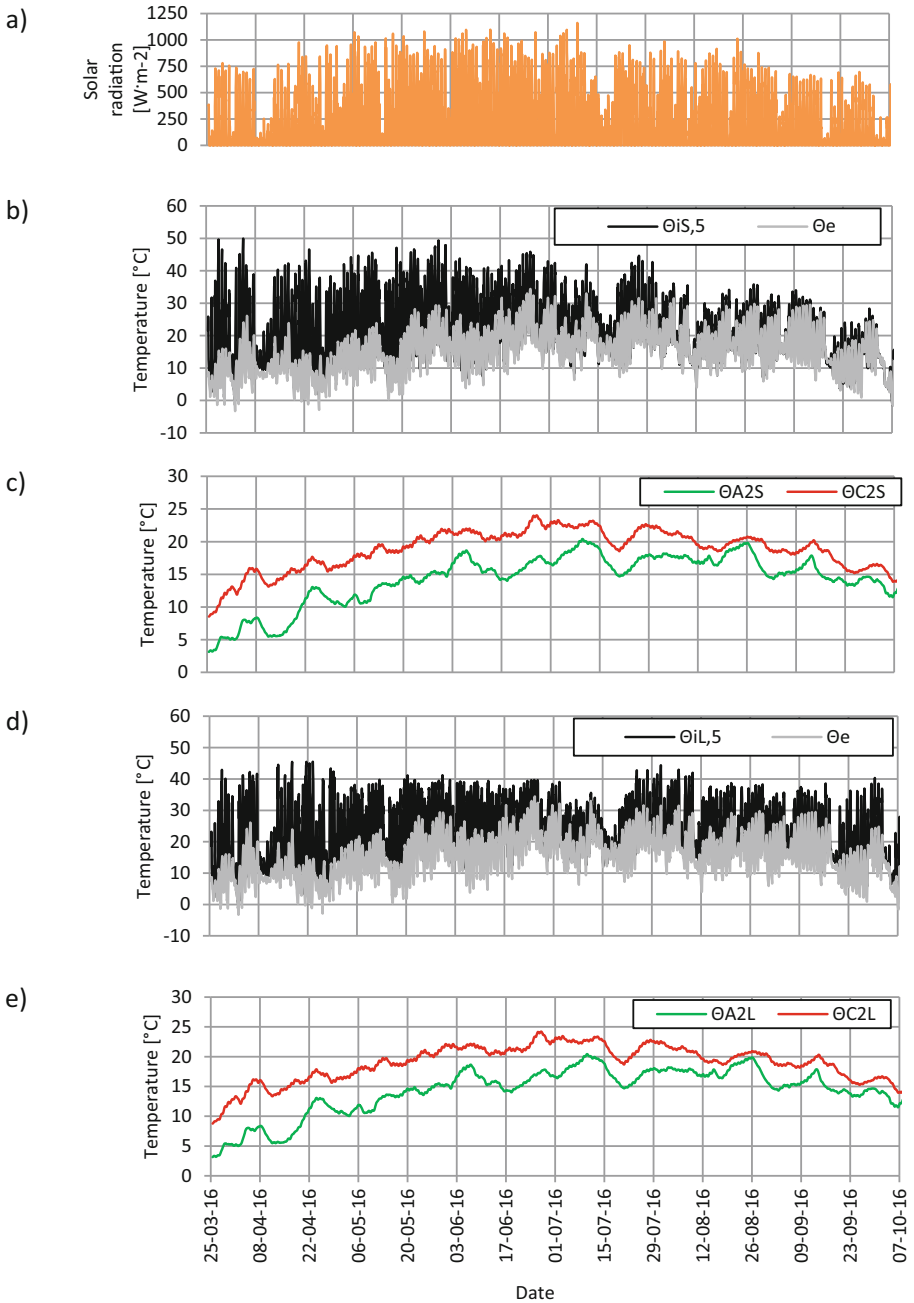 a)
Solar
radiation
[W·m-2]
1250
1000
750
500
250
0
b)
Temperature [°C]
60
50
40
30
20
10
0
-10
ΘiS,5
Θe
c)
Temperature [°C]
30
25
20
15
10
5
0
ΘA2S
ΘC2S
d)
Temperature [°C]
60
50
40
30
20
10
0
-10
ΘiL,5
Θe
e)
Temperature [°C]
30
25
20
15
10
5
0
ΘA2L
ΘC2L
25-03-16
08-04-16
22-04-16
06-05-16
20-05-16
03-06-16
17-06-16
01-07-16
15-07-16
29-07-16
12-08-16
26-08-16
09-09-16
23-09-16
07-10-16
Date